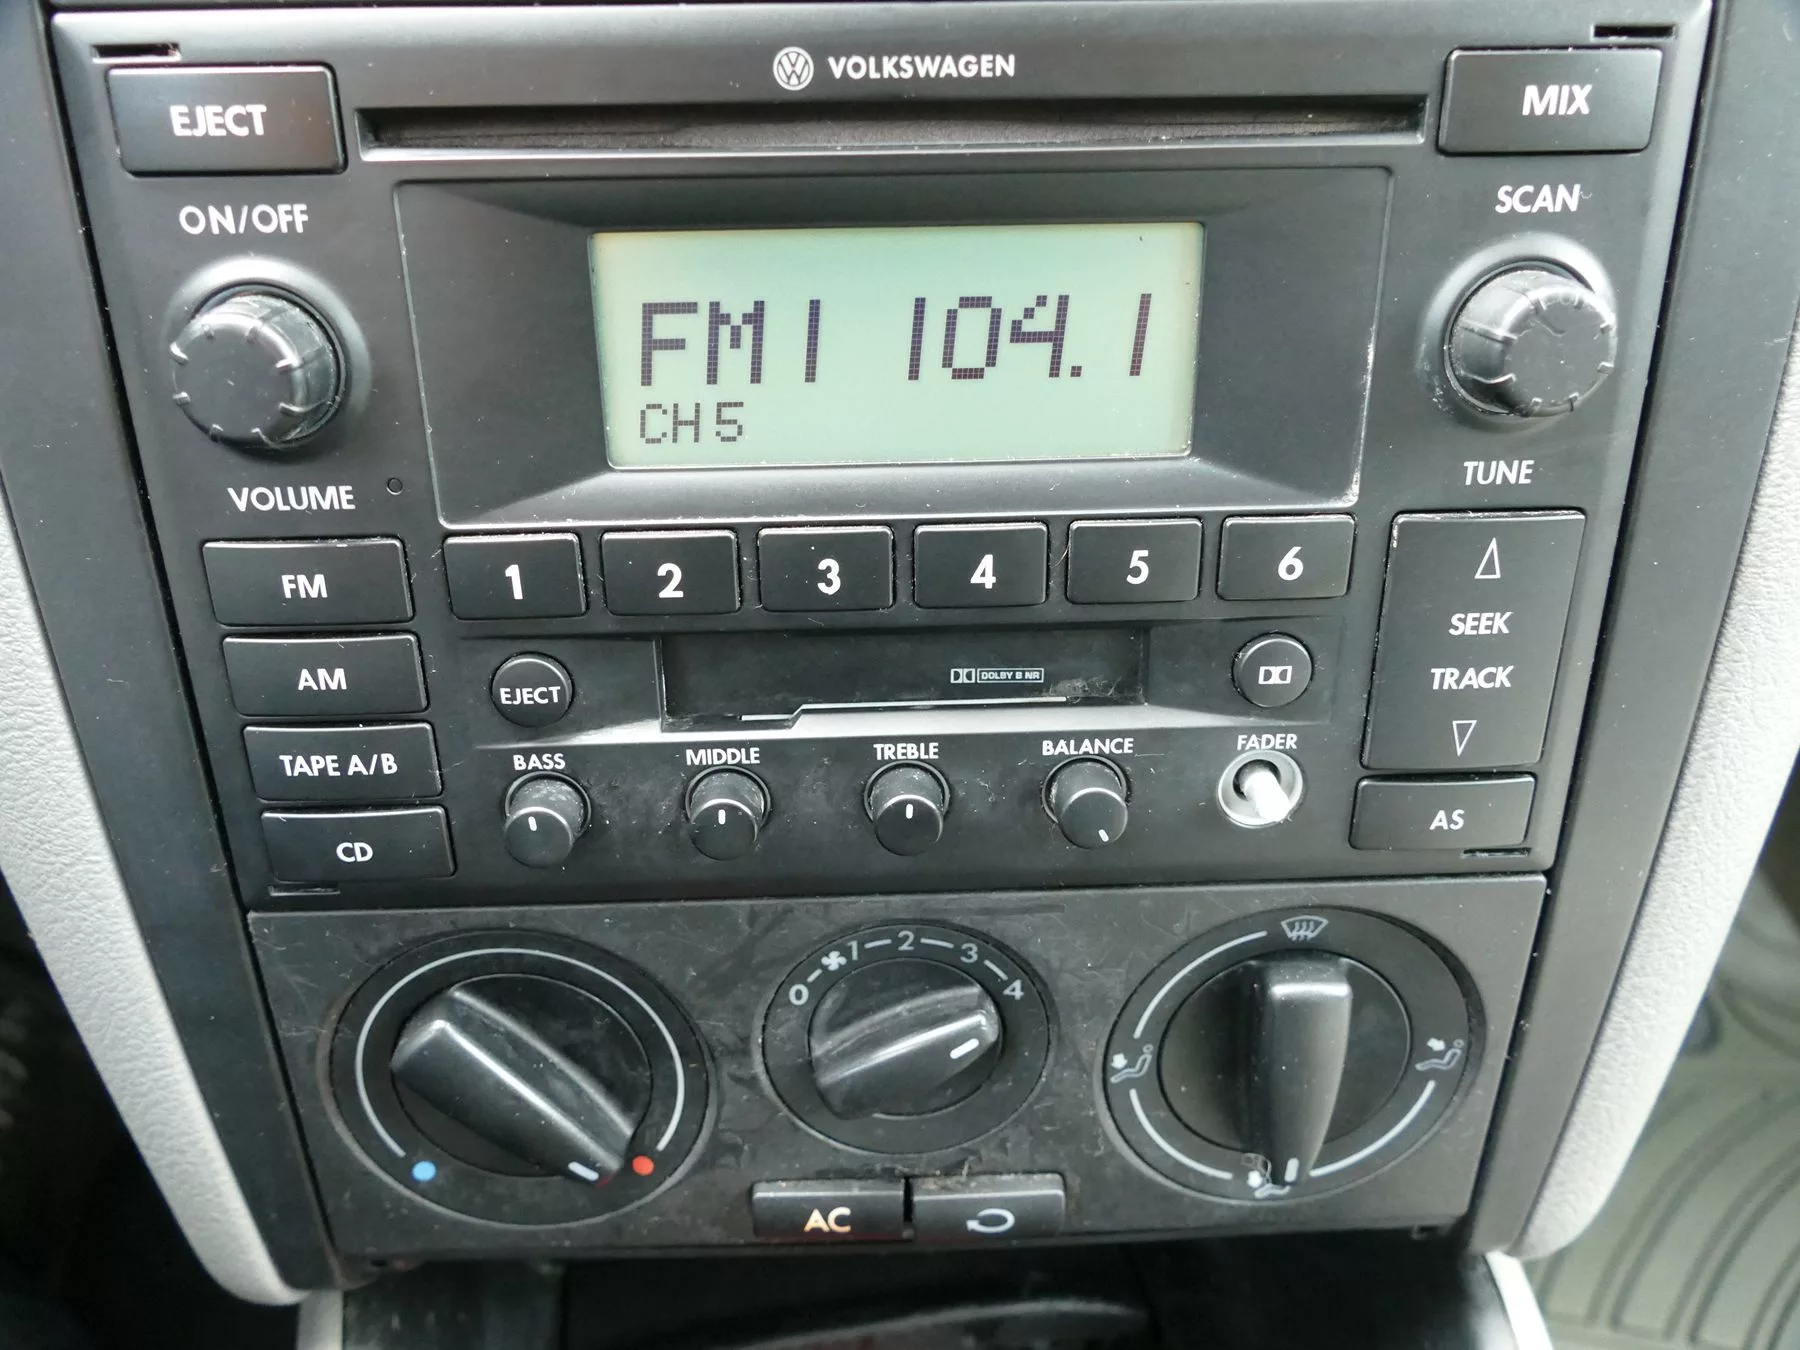 VOLKSWAGEN
EJECT
MIX
ON/OFF
SCAN
FM1 104.1
CH5
VOLUME
TUNE
FM
1 2 3 4 5 6
SEEK
AM
EJECT
DOLBY B NR
TRACK
TAPE A/B
BASS
MIDDLE
TREBLE
BALANCE
FADER
CD
AS
0 1 2 3 4
AC